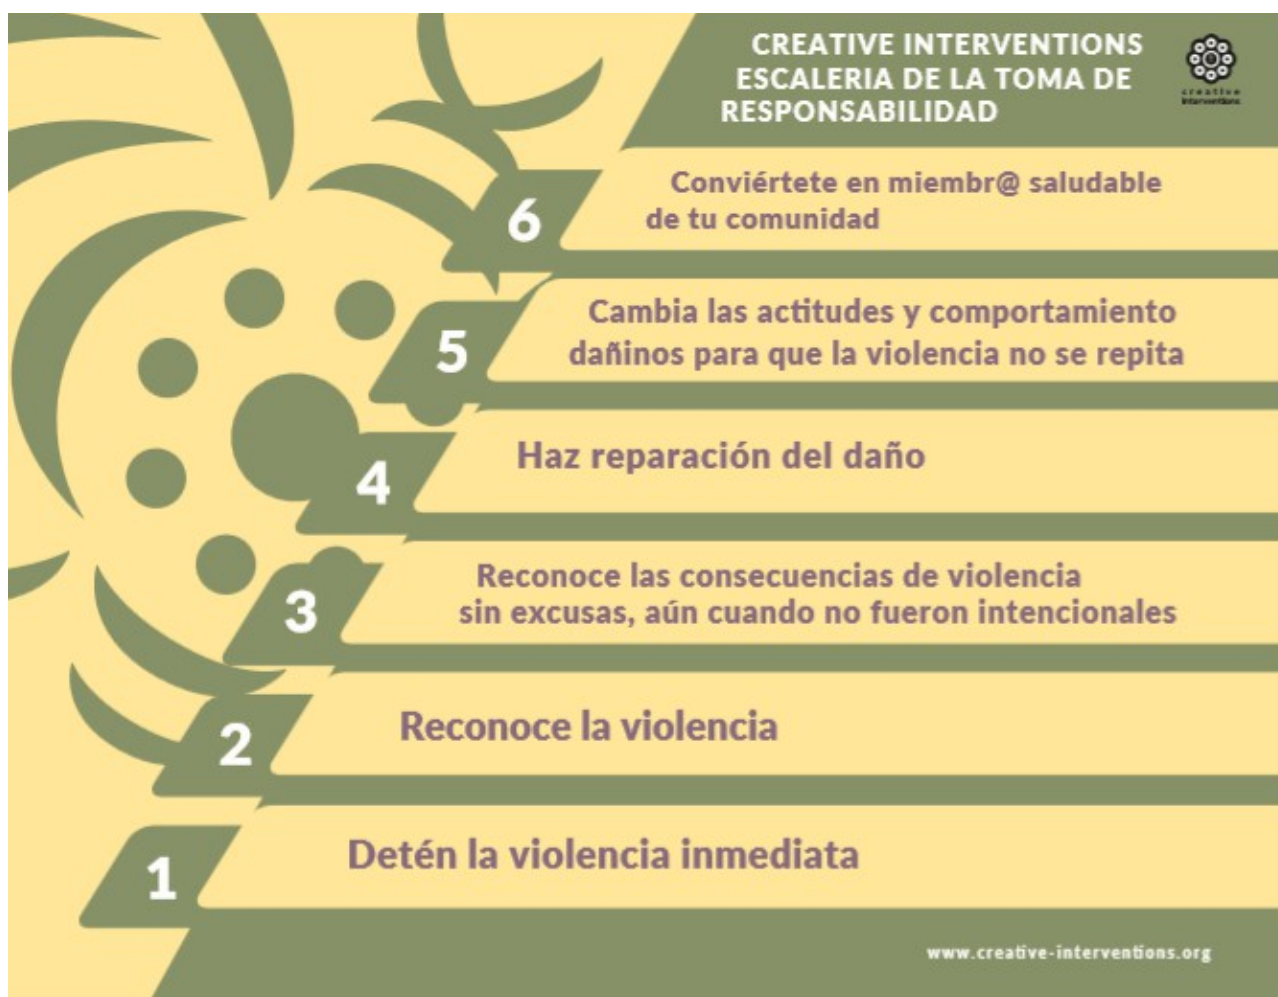 CREATIVE INTERVENTIONS
ESCALERIA DE LA TOMA DE
RESPONSABILIDAD
creative
interventions
6
Conviértete en miembr@ saludable
de tu comunidad
5
Cambia las actitudes y comportamiento
dañinos para que la violencia no se repita
4
Haz reparación del daño
3
Reconoce las consecuencias de violencia
sin excusas, aún cuando no fueron intencionales
2
Reconoce la violencia
1
Detén la violencia inmediata
www.creative-interventions.org